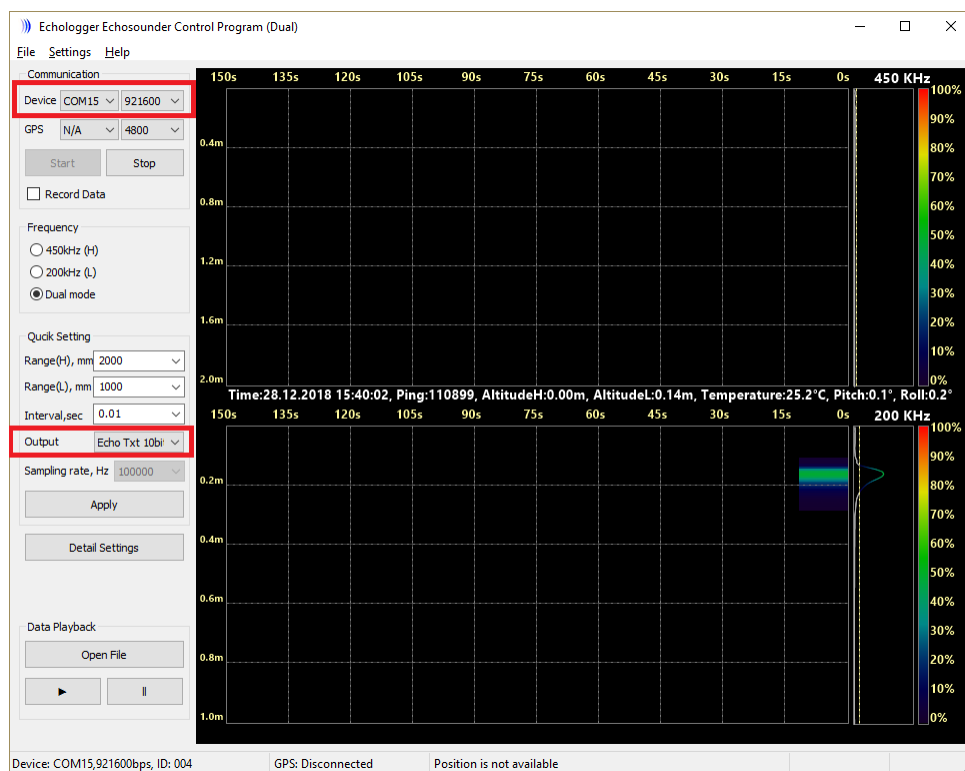 Echologger Echosounder Control Program (Dual)
File Settings Help
Communication
Device COM15 921600
GPS N/A 4800
Start Stop
Record Data
Frequency
450kHz (H)
200kHz (L)
Dual mode
Qucik Setting
Range(H), mm 2000
Range(L), mm 1000
Interval,sec 0.01
Output Echo Txt 10bi
Sampling rate, Hz 100000
Apply
Detail Settings
Data Playback
Open File
150s 135s 120s 105s 90s 75s 60s 45s 30s 15s 0s 450 KHz
100%
90%
80%
70%
60%
50%
40%
30%
20%
10%
0%
0.4m
0.8m
1.2m
1.6m
2.0m
Time:28.12.2018 15:40:02, Ping:110899, AltitudeH:0.00m, AltitudeL:0.14m, Temperature:25.2°C, Pitch:0.1°, Roll:0.2°
150s 135s 120s 105s 90s 75s 60s 45s 30s 15s 0s 200 KHz
100%
90%
80%
70%
60%
50%
40%
30%
20%
10%
0%
0.2m
0.4m
0.6m
0.8m
1.0m
Device: COM15,921600bps, ID: 004 GPS: Disconnected Position is not available